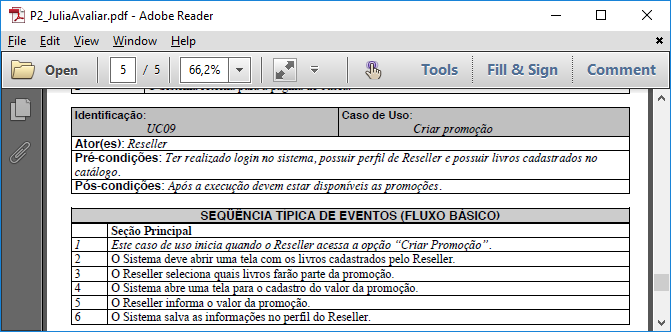 P2_JuliaAvaliar.pdf - Adobe Reader
File Edit View Window Help
Open 5 / 5 66,2% Tools Fill & Sign Comment
Identificação: Caso de Uso:
UC09 Criar promoção
Ator(es): Reseller
Pré-condições: Ter realizado login no sistema, possuir perfil de Reseller e possuir livros cadastrados no
catálogo.
Pós-condições: Após a execução devem estar disponíveis as promoções.
SEQÜÊNCIA TÍPICA DE EVENTOS (FLUXO BÁSICO)
Seção Principal
1 Este caso de uso inicia quando o Reseller acessa a opção “Criar Promoção”.
2 O Sistema deve abrir uma tela com os livros cadastrados pelo Reseller.
3 O Reseller seleciona quais livros farão parte da promoção.
4 O Sistema abre uma tela para o cadastro do valor da promoção.
5 O Reseller informa o valor da promoção.
6 O Sistema salva as informações no perfil do Reseller.